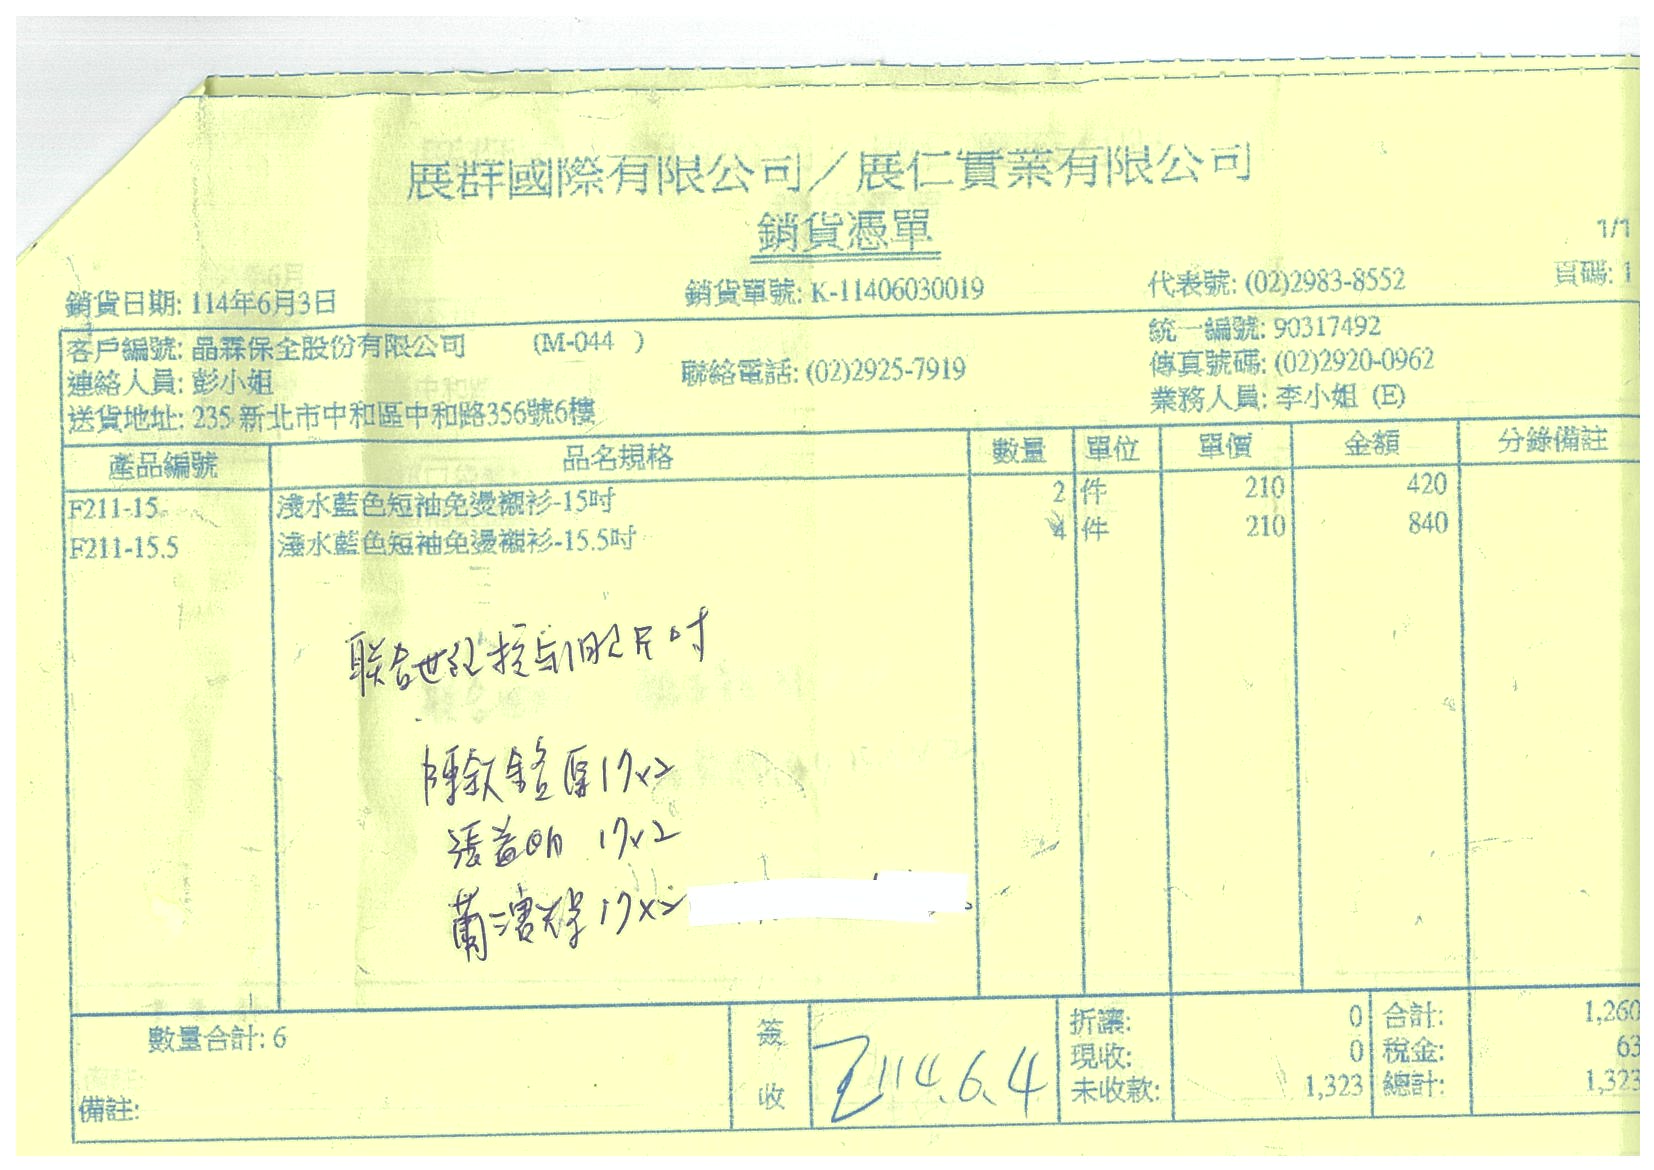 展群國際有限公司／展仁實業有限公司
銷貨憑單
1/1
銷貨日期: 114年6月3日 銷貨單號: K-11406030019 代表號: (02)2983-8552 頁碼: 1
客戶編號: 晶霖保全股份有限公司 (M-044 ) 統一編號: 90317492
連絡人員: 彭小姐 聯絡電話: (02)2925-7919 傳真號碼: (02)2920-0962
送貨地址: 235 新北市中和區中和路356號6樓 業務人員: 李小姐 (E)
產品編號 品名規格 數量 單位 單價 金額 分錄備註
F211-15 淺水藍色短袖免燙襯衫-15吋 2 件 210 420
F211-15.5 淺水藍色短袖免燙襯衫-15.5吋 4 件 210 840
联合世紀 尺吋
陳 17x2
張益明 17x2
17x2
數量合計: 6 簽收 114.6.4 折讓: 0 合計: 1,260
現收: 0 稅金: 63
備註: 未收款: 1,323 總計: 1,323